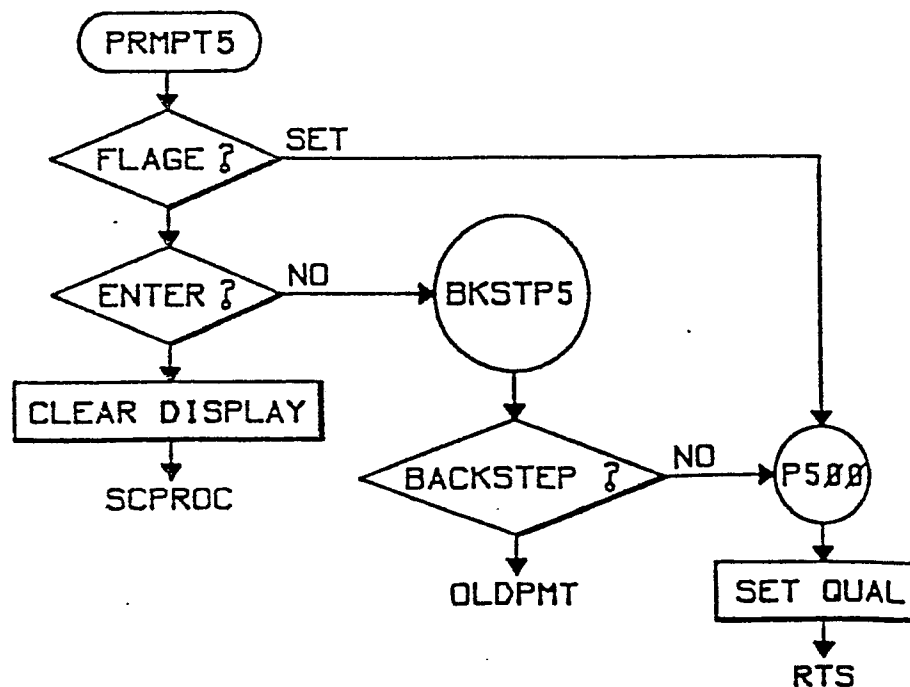 PRMPT5
FLAGE ?
SET
ENTER ?
NO
BKSTP5
CLEAR DISPLAY
SCPROC
BACKSTEP ?
NO
P500
OLDPMT
SET QUAL
RTS